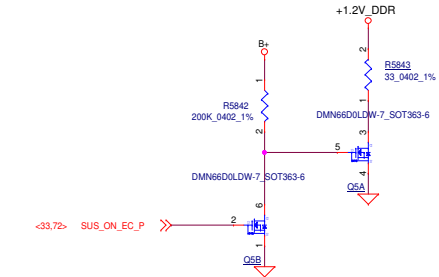 +1.2V_DDR
B+
2
R5843
33_0402_1%
1
1
R5842
200K_0402_1%
2
DMN66D0LDW-7_SOT363-6
3
5
4
Q5A
DMN66D0LDW-7_SOT363-6
6
<33,72> SUS_ON_EC_P
2
1
Q5B